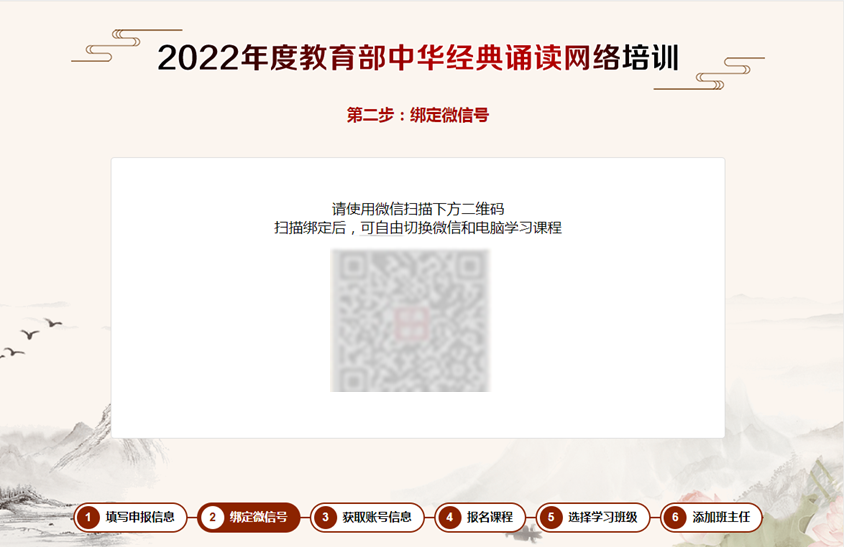 2022年度教育部中华经典诵读网络培训
第二步：绑定微信号
请使用微信扫描下方二维码
扫描绑定后，可自由切换微信和电脑学习课程
1 填写申报信息 2 绑定微信号 3 获取账号信息 4 报名课程 5 选择学习班级 6 添加班主任